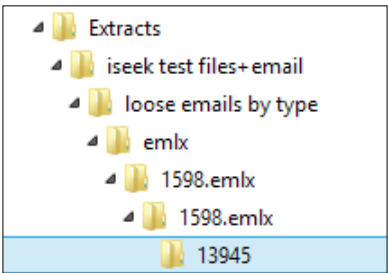 Extracts
iseek test files+email
loose emails by type
emlx
1598.emlx
1598.emlx
13945